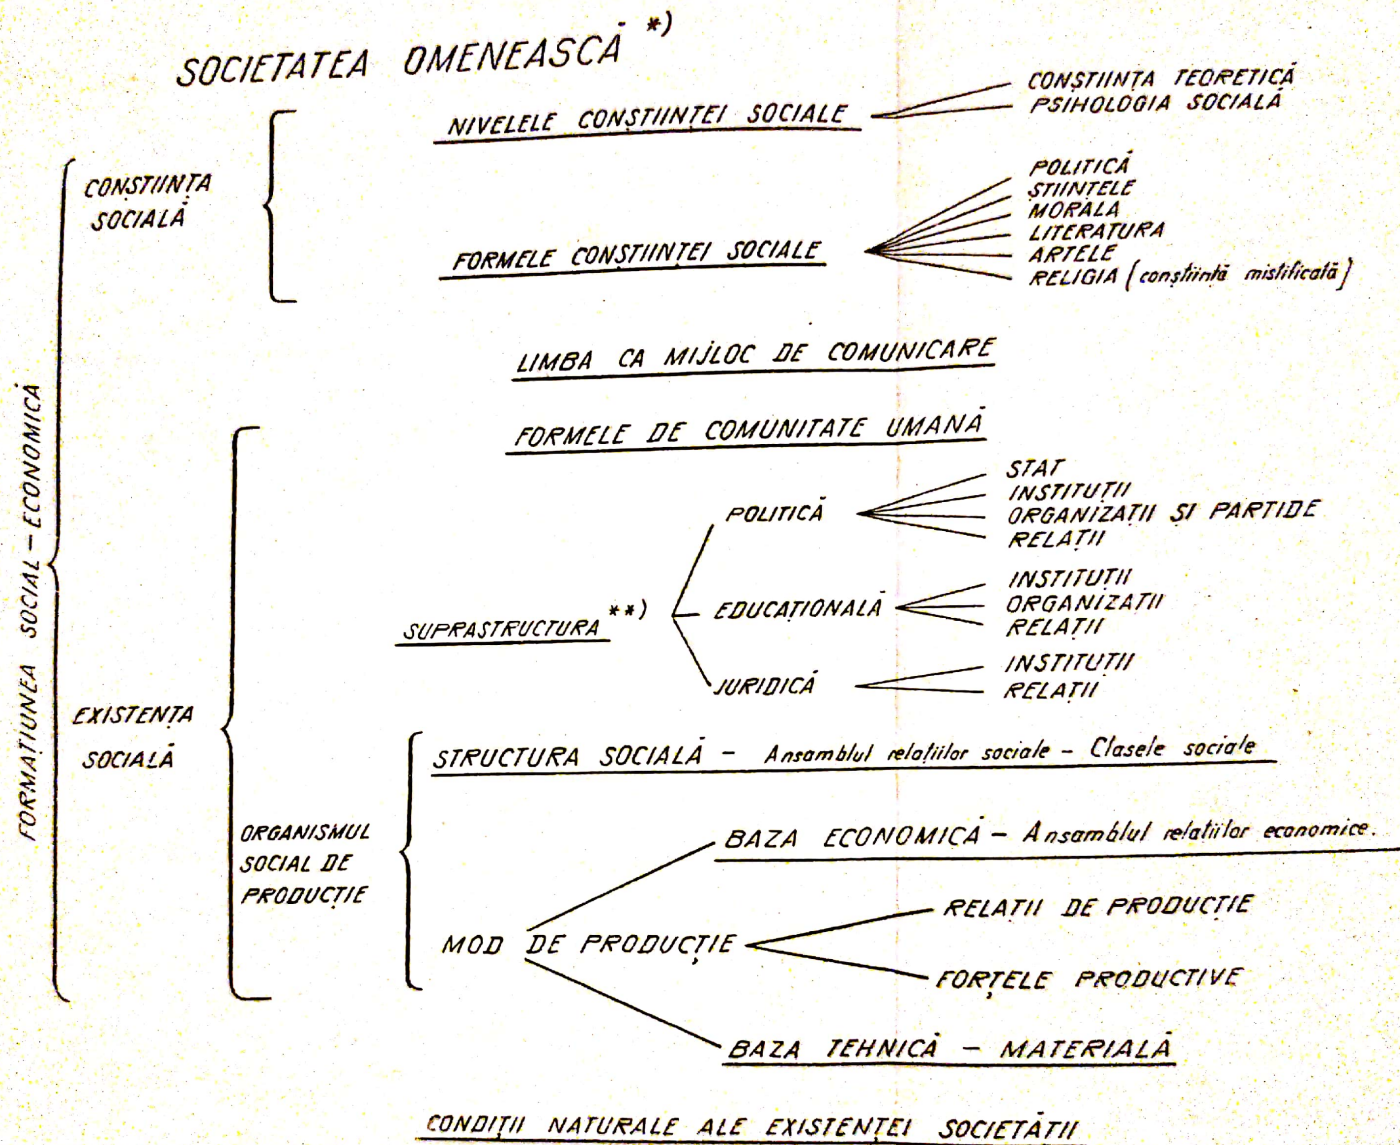 SOCIETATEA OMENEASCĂ *)
NIVELELE CONȘTIINȚEI SOCIALE
CONȘTIINȚA TEORETICĂ
PSIHOLOGIA SOCIALĂ
CONȘTIINȚA
SOCIALĂ
FORMELE CONȘTIINȚEI SOCIALE
POLITICĂ
ȘTIINȚELE
MORALA
LITERATURA
ARTELE
RELIGIA (conștiință mistificată)
LIMBA CA MIJLOC DE COMUNICARE
FORMAȚIUNEA SOCIAL – ECONOMICĂ
FORMELE DE COMUNITATE UMANĂ
EXISTENȚA
SOCIALĂ
SUPRASTRUCTURA **)
POLITICĂ
STAT
INSTITUȚII
ORGANIZAȚII ȘI PARTIDE
RELAȚII
EDUCAȚIONALĂ
INSTITUȚII
ORGANIZAȚII
RELAȚII
JURIDICĂ
INSTITUȚII
RELAȚII
ORGANISMUL
SOCIAL DE
PRODUCȚIE
STRUCTURA SOCIALĂ – Ansamblul relațiilor sociale – Clasele sociale
BAZA ECONOMICĂ – Ansamblul relatiilor economice.
MOD DE PRODUCȚIE
RELAȚII DE PRODUCȚIE
FORȚELE PRODUCTIVE
BAZA TEHNICĂ – MATERIALĂ
CONDIȚII NATURALE ALE EXISTENȚEI SOCIETĂȚII